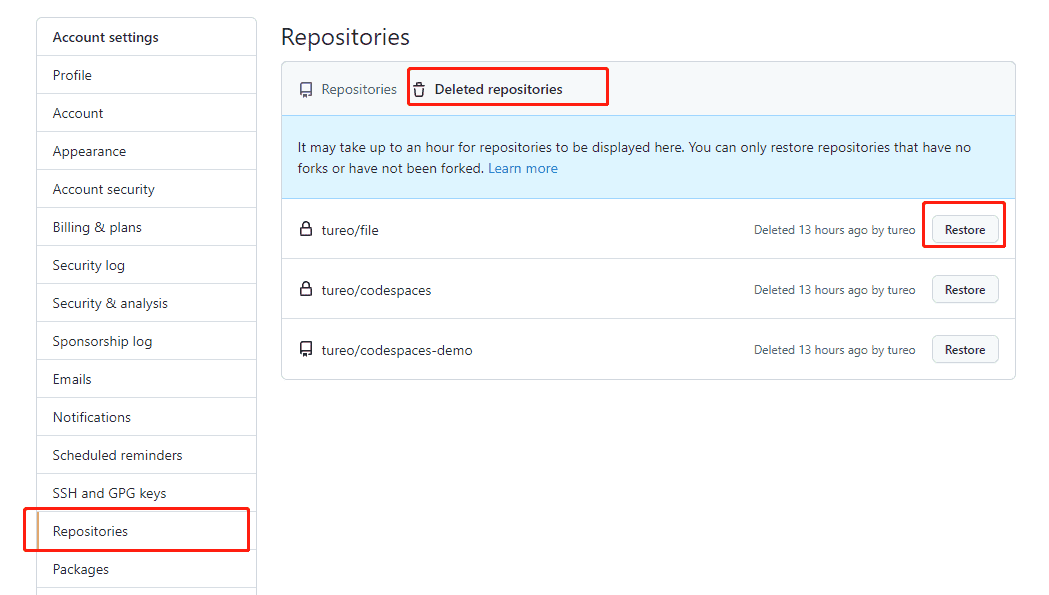 Account settings
Profile
Account
Appearance
Account security
Billing & plans
Security log
Security & analysis
Sponsorship log
Emails
Notifications
Scheduled reminders
SSH and GPG keys
Repositories
Packages
Repositories
Repositories Deleted repositories
It may take up to an hour for repositories to be displayed here. You can only restore repositories that have no
forks or have not been forked. Learn more
tureo/file Deleted 13 hours ago by tureo Restore
tureo/codespaces Deleted 13 hours ago by tureo Restore
tureo/codespaces-demo Deleted 13 hours ago by tureo Restore